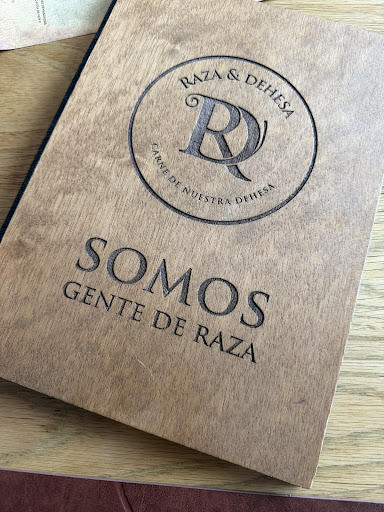 RAZA & DEHESA
RD
CARNE DE NUESTRA DEHESA
SOMOS
GENTE DE RAZA